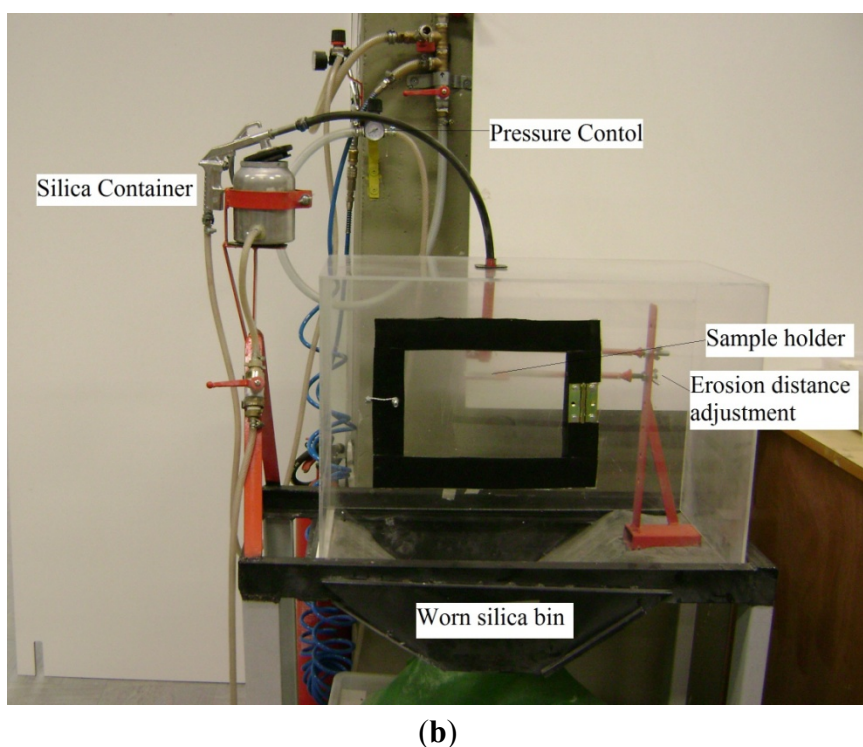 Pressure Contol
Silica Container
Sample holder
Erosion distance
adjustment
Worn silica bin
(b)